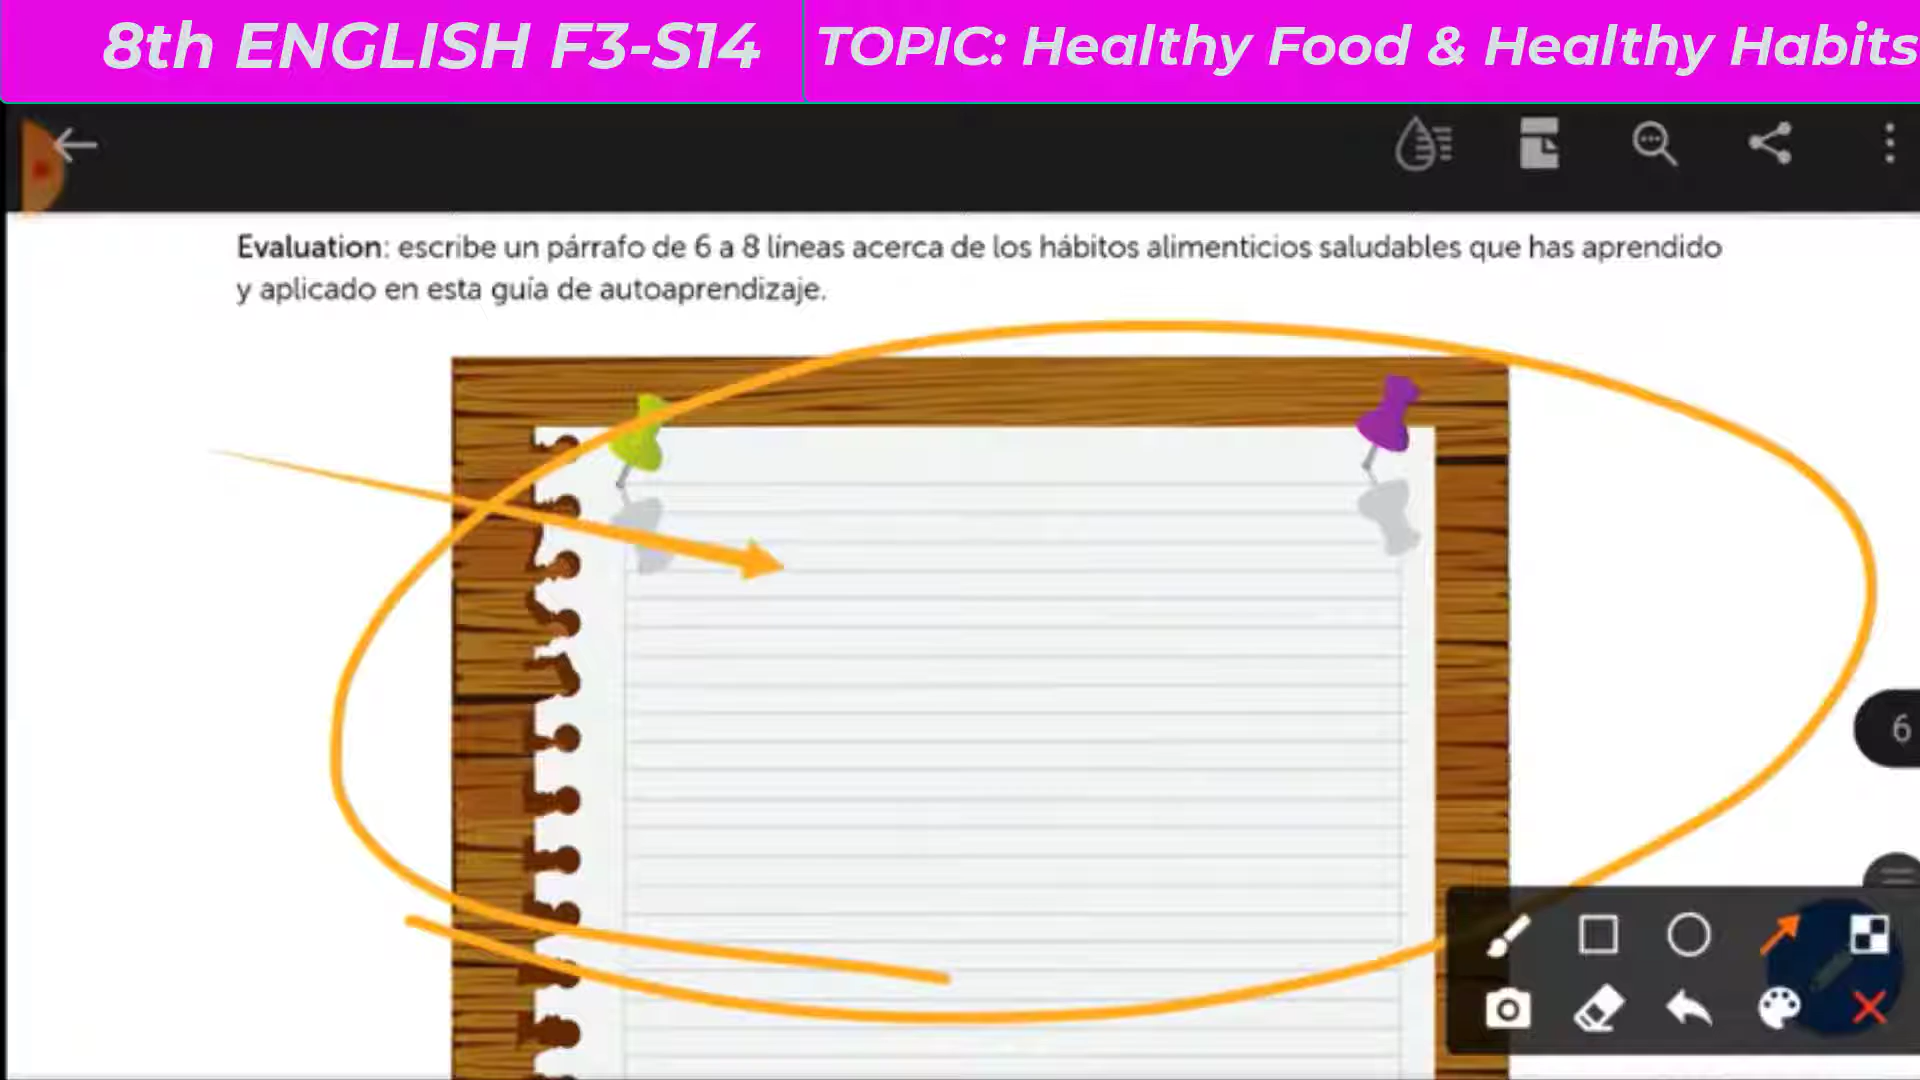 8th ENGLISH F3-S14
TOPIC: Healthy Food & Healthy Habits
Evaluation: escribe un párrafo de 6 a 8 líneas acerca de los hábitos alimenticios saludables que has aprendido
y aplicado en esta guía de autoaprendizaje.
6